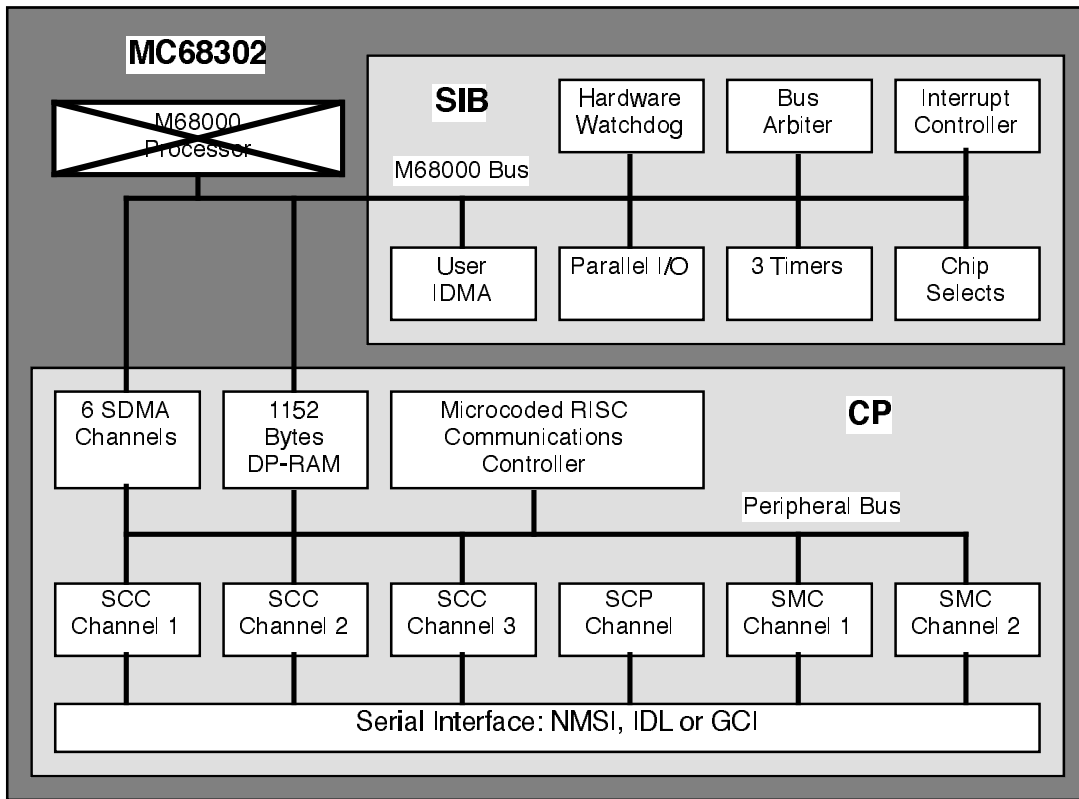 MC68302
M68000
Processor
SIB
Hardware
Watchdog
Bus
Arbiter
Interrupt
Controller
M68000 Bus
User
IDMA
Parallel I/O
3 Timers
Chip
Selects
6 SDMA
Channels
1152
Bytes
DP-RAM
Microcoded RISC
Communications
Controller
CP
Peripheral Bus
SCC
Channel 1
SCC
Channel 2
SCC
Channel 3
SCP
Channel
SMC
Channel 1
SMC
Channel 2
Serial Interface: NMSI, IDL or GCI